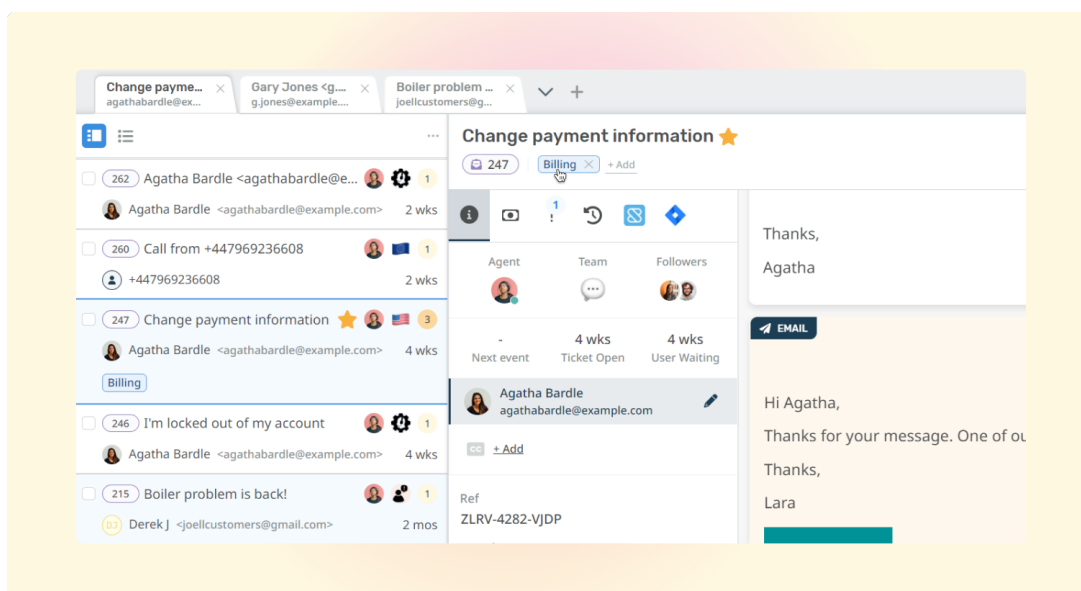 Change payme...
agathabardle@ex...
Gary Jones <g....
g.jones@example....
Boiler problem ...
joellcustomers@g...
262 Agatha Bardle <agathabardle@e... 1
Agatha Bardle <agathabardle@example.com> 2 wks
260 Call from +447969236608 1
+447969236608 2 wks
247 Change payment information 3
Agatha Bardle <agathabardle@example.com> 4 wks
Billing
246 I'm locked out of my account 1
Agatha Bardle <agathabardle@example.com> 4 wks
215 Boiler problem is back! 1
DJ Derek J <joellcustomers@gmail.com> 2 mos
Change payment information
247 Billing + Add
1
Agent Team Followers
- 4 wks 4 wks
Next event Ticket Open User Waiting
Agatha Bardle
agathabardle@example.com
CC + Add
Ref
ZLRV-4282-VJDP
Thanks,
Agatha
EMAIL
Hi Agatha,
Thanks for your message. One of ou
Thanks,
Lara